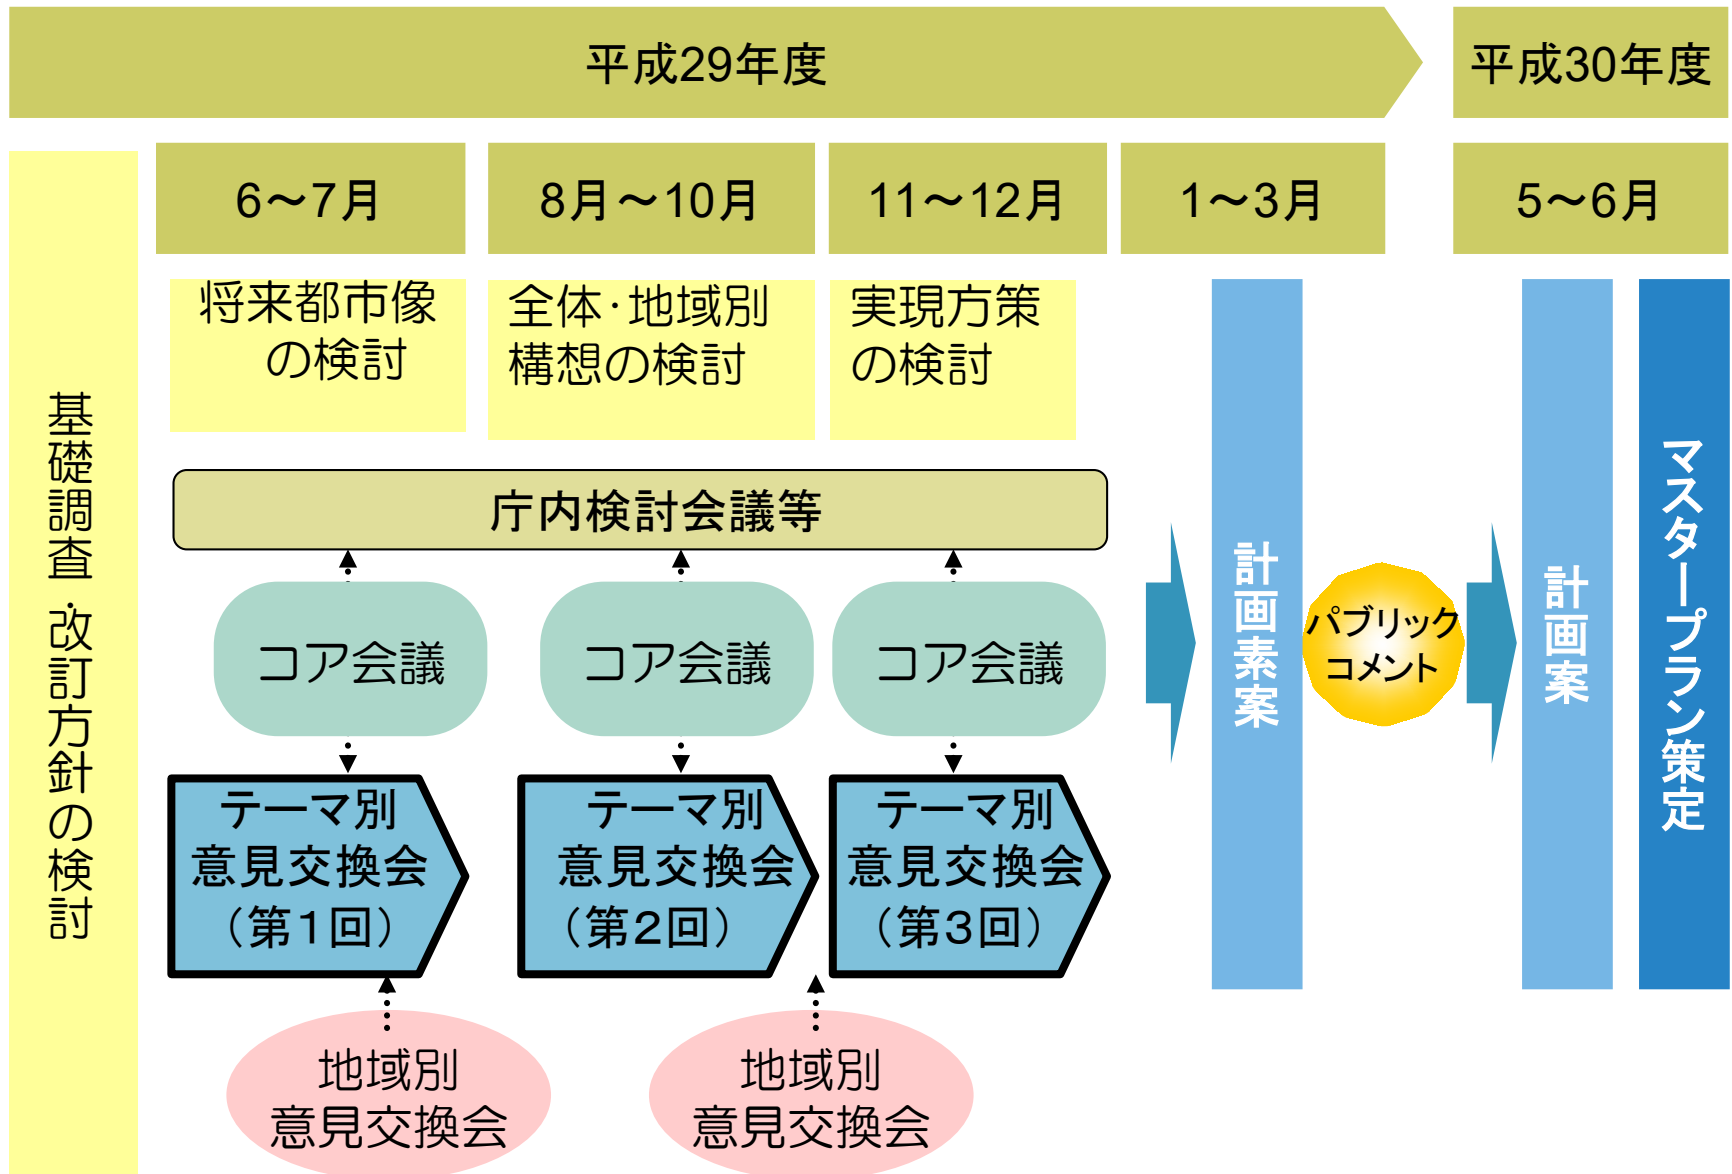 平成29年度
平成30年度
6～7月
8月～10月
11～12月
1～3月
5～6月
基礎調査・改訂方針の検討
将来都市像
の検討
全体・地域別
構想の検討
実現方策
の検討
庁内検討会議等
コア会議
コア会議
コア会議
テーマ別
意見交換会
（第１回）
テーマ別
意見交換会
（第２回）
テーマ別
意見交換会
（第３回）
地域別
意見交換会
地域別
意見交換会
計画素案
パブリック
コメント
計画案
マスタープラン策定